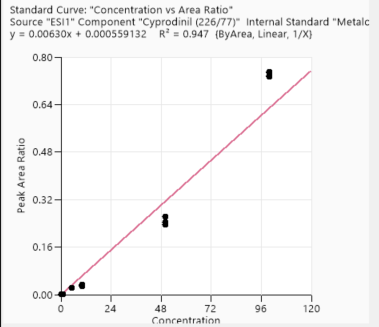 Standard Curve: "Concentration vs Area Ratio"
Source "ESI1" Component "Cyprodinil (226/77)" Internal Standard "Metalc
y = 0.00630x + 0.000559132 R² = 0.947 (ByArea, Linear, 1/X)
0.80
0.64
0.48
0.32
0.16
0.00
Peak Area Ratio
0 24 48 72 96 120
Concentration